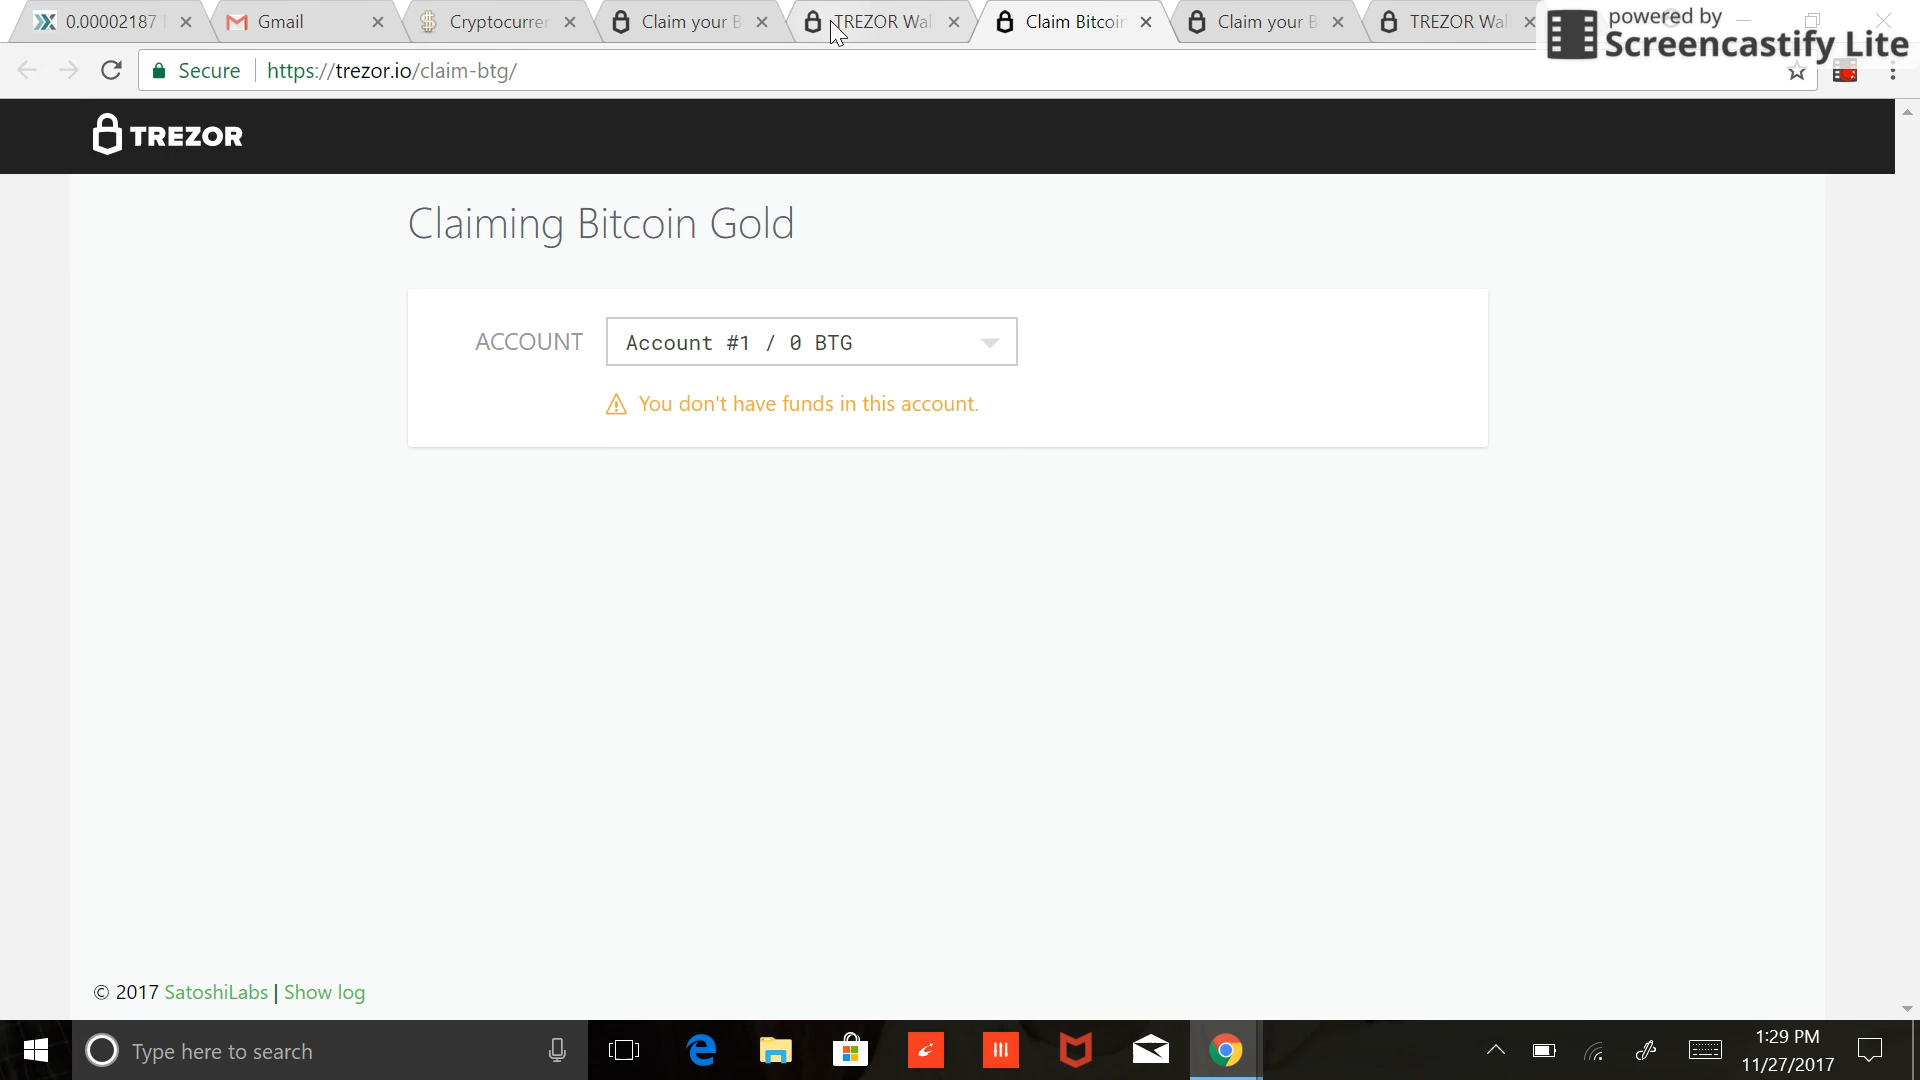 0.00002187
Gmail
Cryptocurre
Claim your B
TREZOR Wal
Claim Bitcoin
Claim your B
TREZOR Wal
powered by
Screencastify Lite
Secure
https://trezor.io/claim-btg/
TREZOR
Claiming Bitcoin Gold
ACCOUNT
Account #1 / 0 BTG
You don't have funds in this account.
© 2017 SatoshiLabs | Show log
Type here to search
1:29 PM
11/27/2017